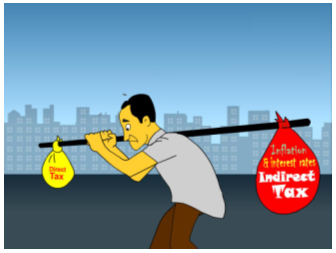 Direct
Tax
Inflation
& interest rates
Indirect
Tax